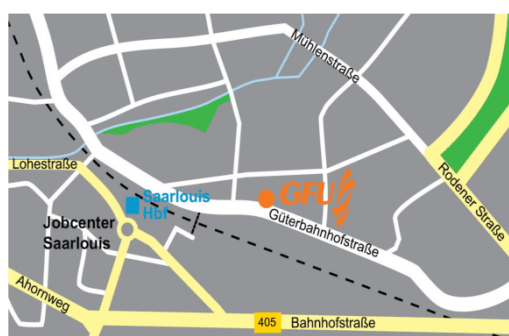 Mühlenstraße
Lohestraße
Saarlouis
Hbf
GFU
Rodener Straße
Jobcenter
Saarlouis
Güterbahnhofstraße
Ahornweg
405
Bahnhofstraße